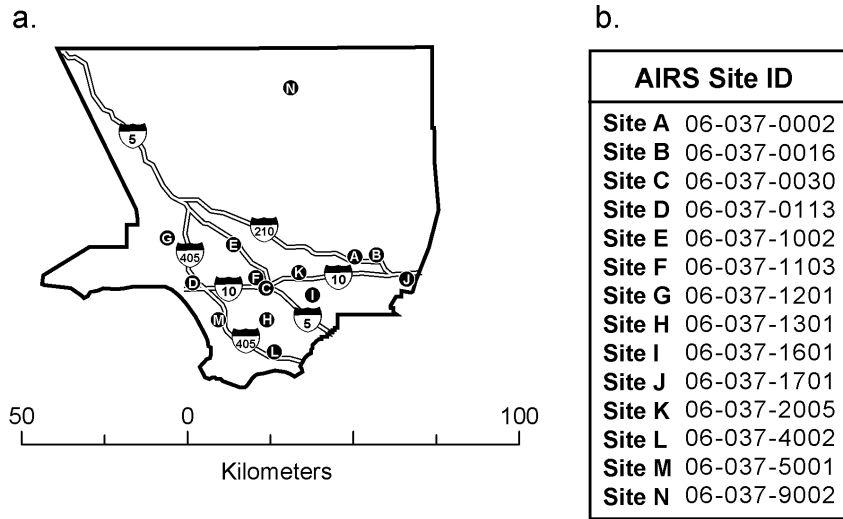 a.
N
5
210
G
E
405
A
B
K
D
F
10
J
10
C
I
M
H
5
405
L
50 0 100
Kilometers
b.
AIRS Site ID
Site A 06-037-0002
Site B 06-037-0016
Site C 06-037-0030
Site D 06-037-0113
Site E 06-037-1002
Site F 06-037-1103
Site G 06-037-1201
Site H 06-037-1301
Site I 06-037-1601
Site J 06-037-1701
Site K 06-037-2005
Site L 06-037-4002
Site M 06-037-5001
Site N 06-037-9002